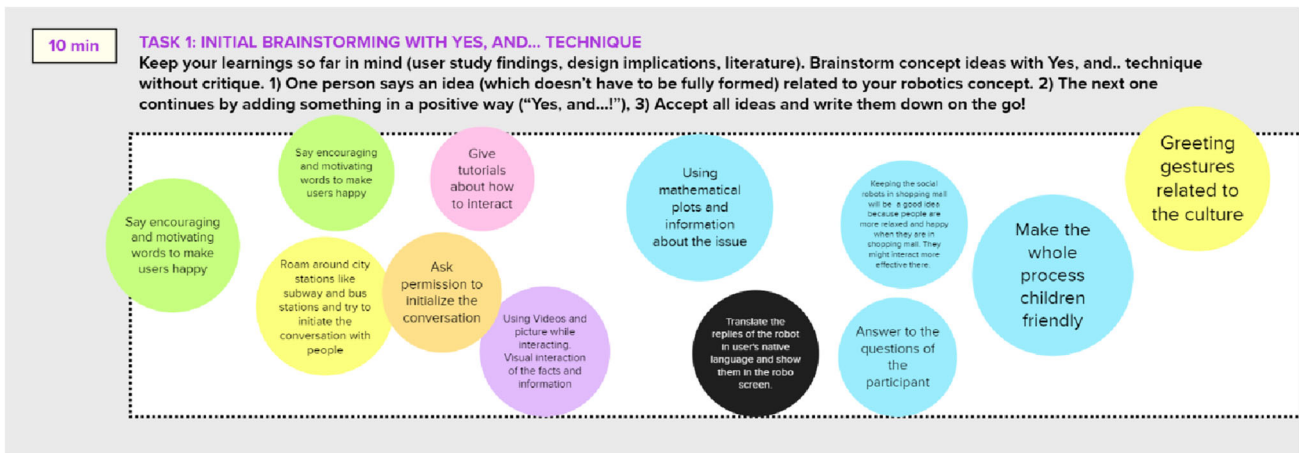 10 min
TASK 1: INITIAL BRAINSTORMING WITH YES, AND... TECHNIQUE
Keep your learnings so far in mind (user study findings, design implications, literature). Brainstorm concept ideas with Yes, and.. technique
without critique. 1) One person says an idea (which doesn't have to be fully formed) related to your robotics concept. 2) The next one
continues by adding something in a positive way ("Yes, and...!"), 3) Accept all ideas and write them down on the go!
Say encouraging
and motivating
words to make
users happy
Say encouraging
and motivating
words to make
users happy
Roam around city
stations like
subway and bus
stations and try to
initiate the
conversation with
people
Give
tutorials
about how
to interact
Ask
permission to
initialize the
conversation
Using Videos and
picture while
interacting.
Visual interaction
of the facts and
information
Using
mathematical
plots and
information
about the issue
Translate the
replies of the robot
in user's native
language and show
them in the robo
screen.
Keeping the social
robots in shopping mall
will be a good idea
because people are
more relaxed and happy
when they are in
shopping mall. They
might interact more
effective there.
Answer to the
questions of
the
participant
Make the
whole
process
children
friendly
Greeting
gestures
related to
the culture